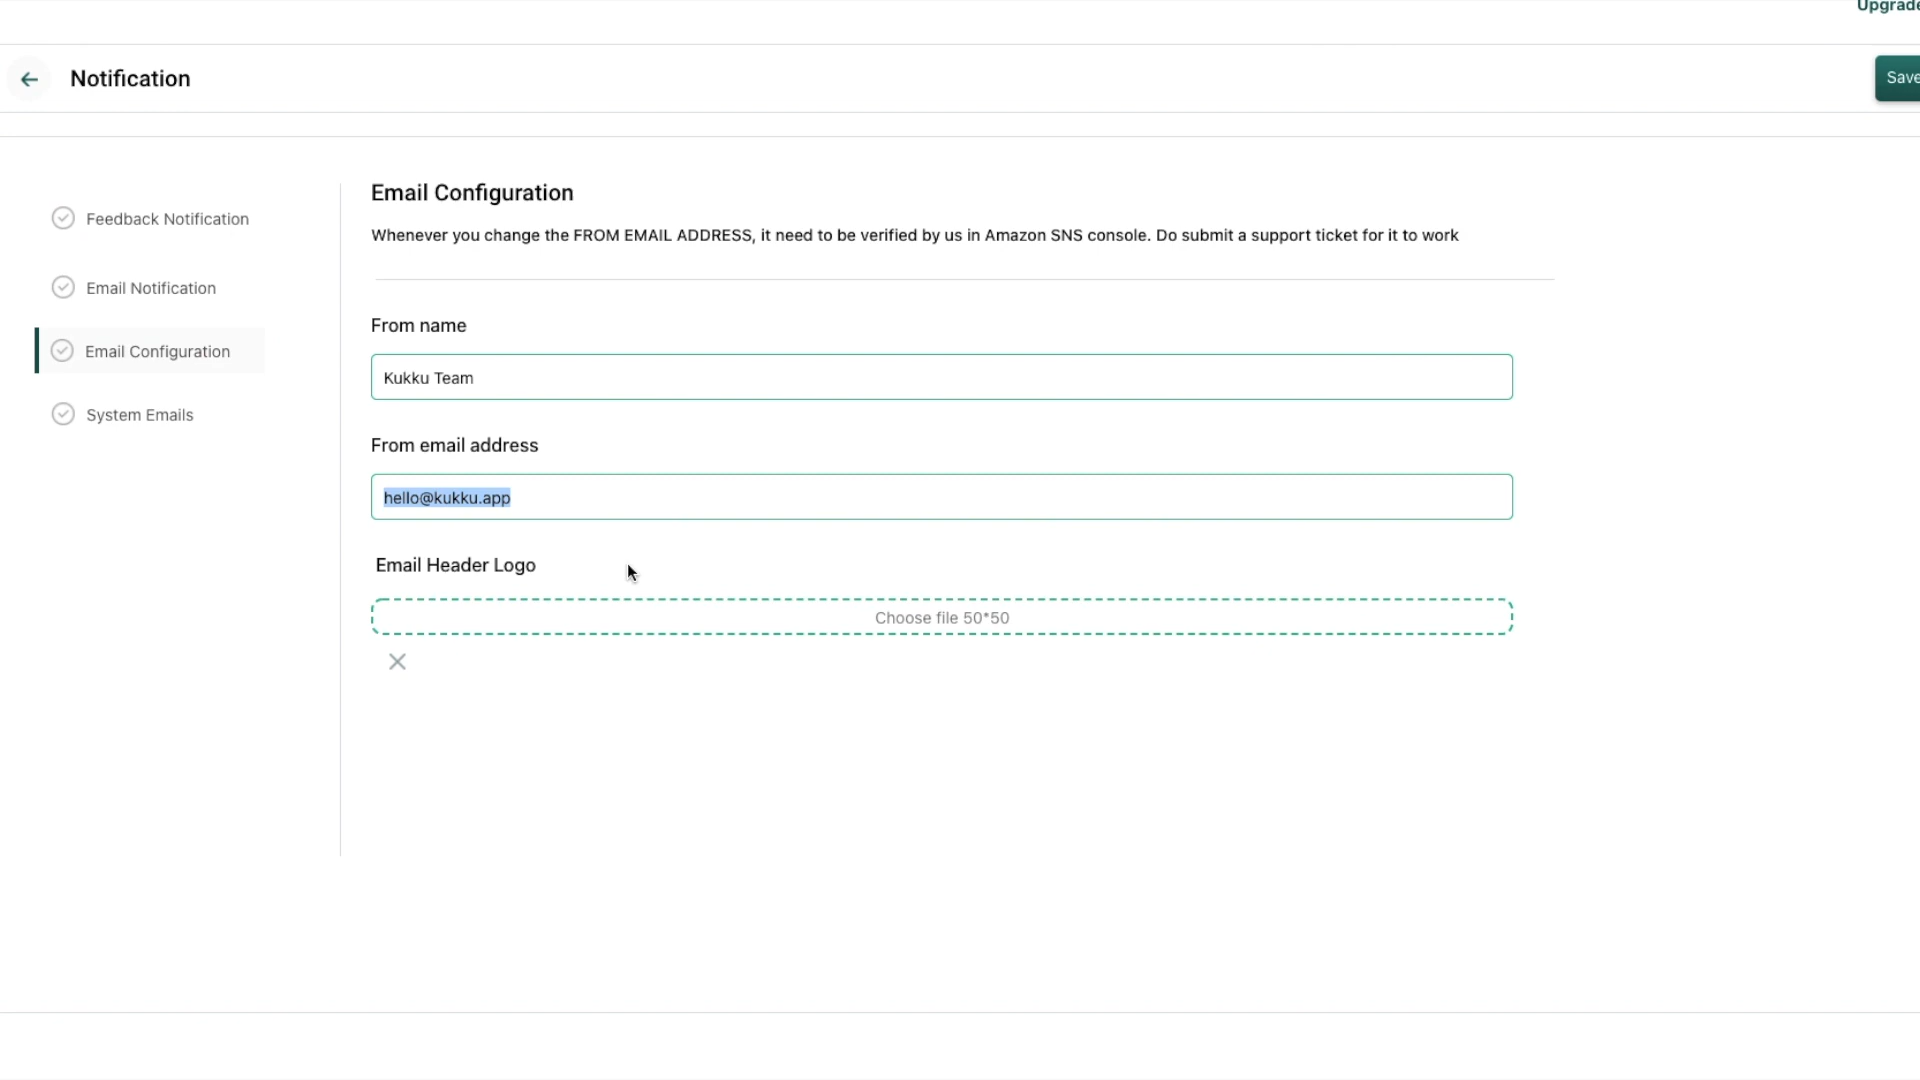 Upgrade
Notification
Save
Feedback Notification
Email Notification
Email Configuration
System Emails
Email Configuration
Whenever you change the FROM EMAIL ADDRESS, it need to be verified by us in Amazon SNS console. Do submit a support ticket for it to work
From name
Kukku Team
From email address
hello@kukku.app
Email Header Logo
Choose file 50*50